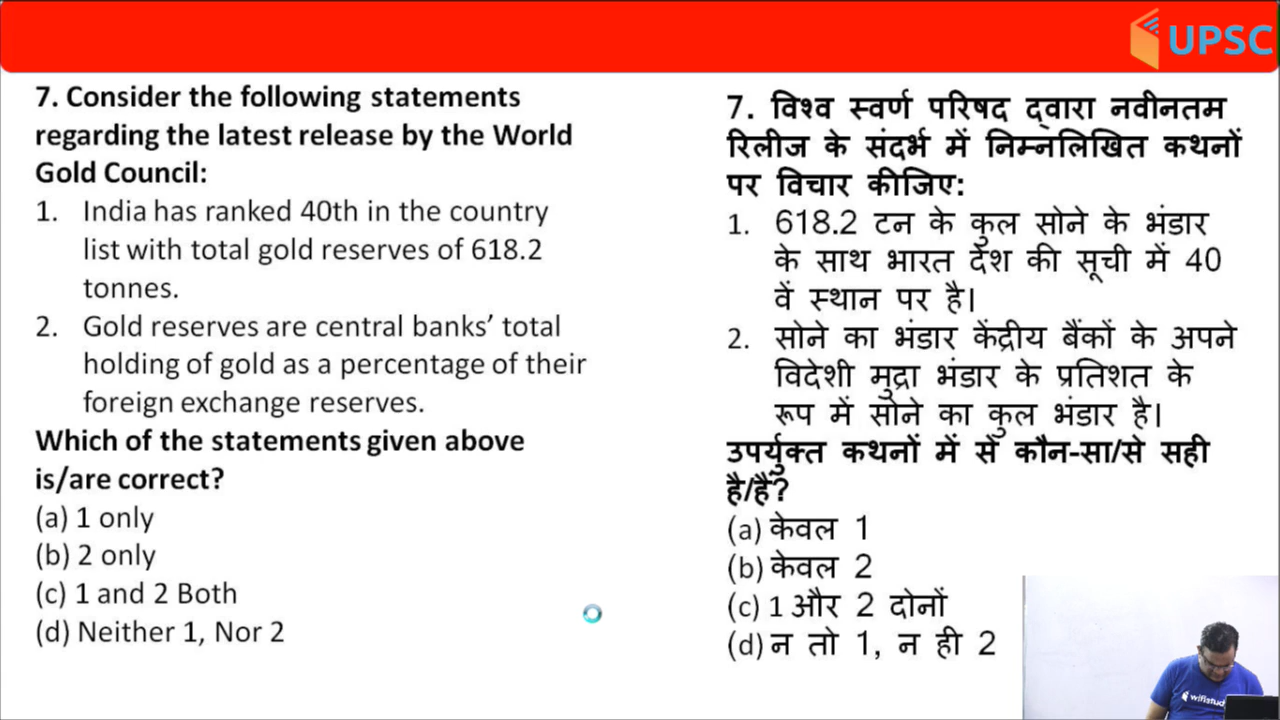 UPSC
7. Consider the following statements
regarding the latest release by the World
Gold Council:
1. India has ranked 40th in the country
list with total gold reserves of 618.2
tonnes.
2. Gold reserves are central banks’ total
holding of gold as a percentage of their
foreign exchange reserves.
Which of the statements given above
is/are correct?
(a) 1 only
(b) 2 only
(c) 1 and 2 Both
(d) Neither 1, Nor 2
7. विश्व स्वर्ण परिषद द्वारा नवीनतम
रिलीज के संदर्भ में निम्नलिखित कथनों
पर विचार कीजिए:
1. 618.2 टन के कुल सोने के भंडार
के साथ भारत देश की सूची में 40
वें स्थान पर है।
2. सोने का भंडार केंद्रीय बैंकों के अपने
विदेशी मुद्रा भंडार के प्रतिशत के
रूप में सोने का कुल भंडार है।
उपर्युक्त कथनों में से कौन-सा/से सही
है/हैं?
(a) केवल 1
(b) केवल 2
(c) 1 और 2 दोनों
(d) न तो 1, न ही 2
wifistudy